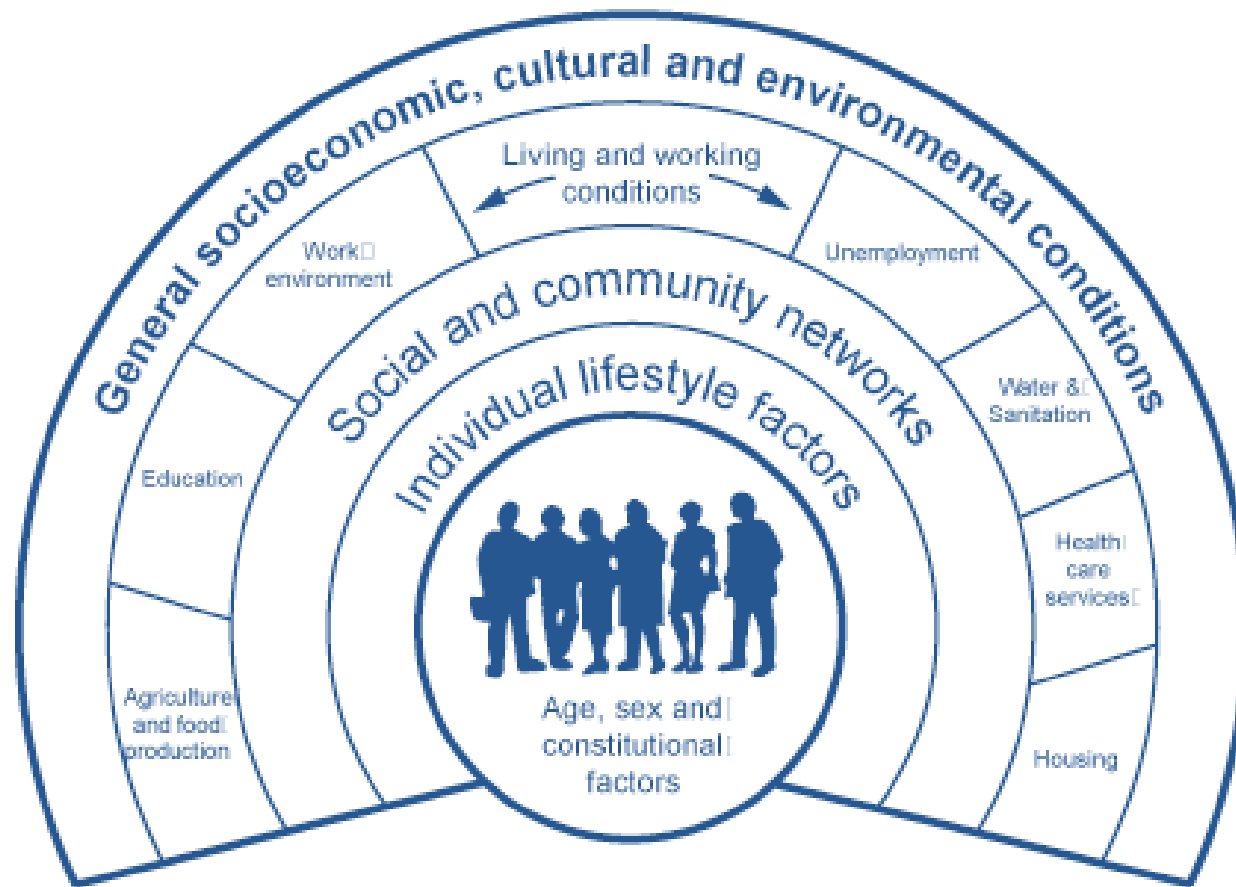 General socioeconomic, cultural and environmental conditions
Living and working
conditions
Work
environment
Unemployment
Social and community networks
Individual lifestyle factors
Water &
Sanitation
Education
Health
care
services
Agriculture
and food
production
Age, sex and
constitutional
factors
Housing